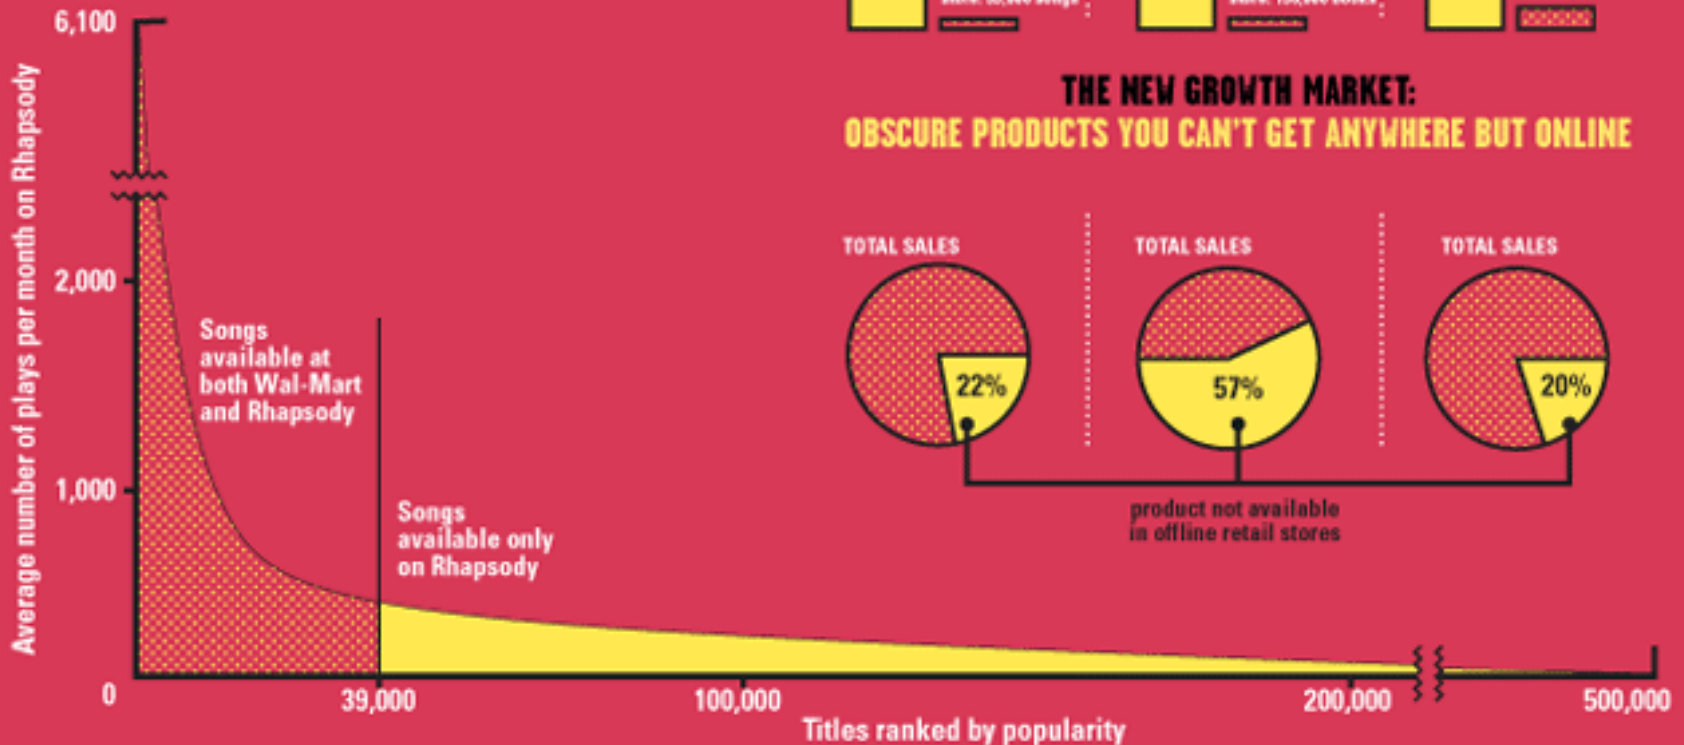 6,100
2,000
1,000
0
Average number of plays per month on Rhapsody
Songs
available at
both Wal-Mart
and Rhapsody
Songs
available only
on Rhapsody
39,000
100,000
200,000
500,000
Titles ranked by popularity
THE NEW GROWTH MARKET:
OBSCURE PRODUCTS YOU CAN'T GET ANYWHERE BUT ONLINE
TOTAL SALES
TOTAL SALES
TOTAL SALES
22%
57%
20%
product not available
in offline retail stores